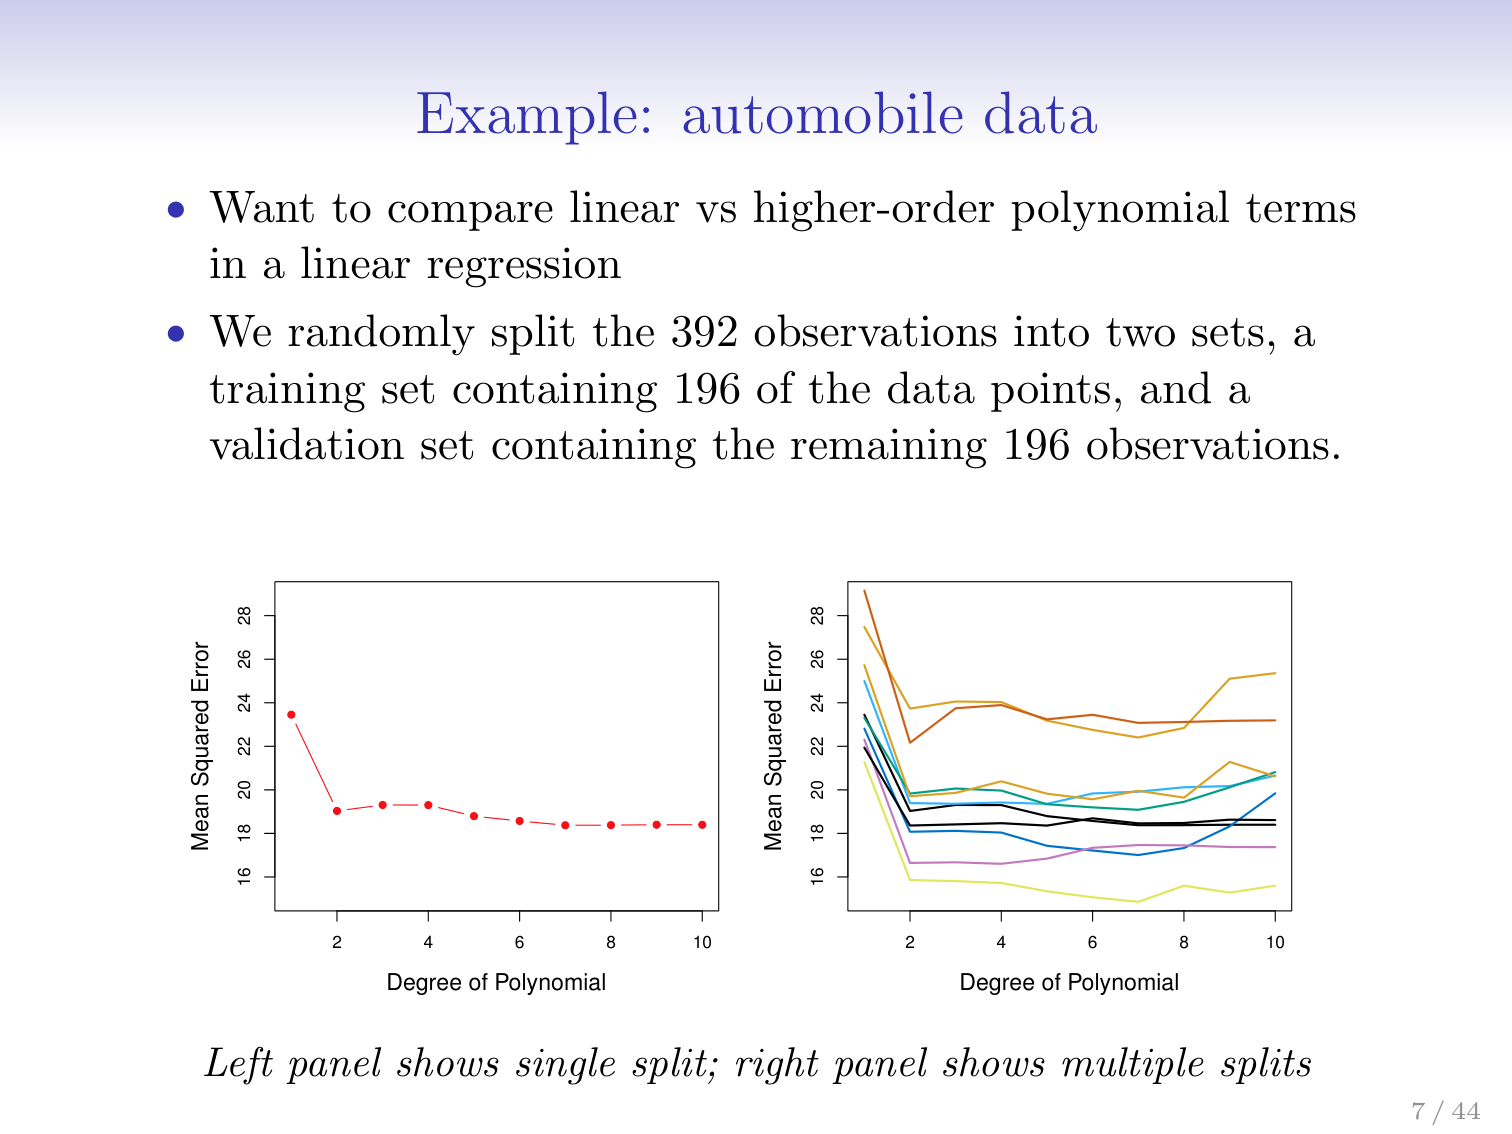 Example: automobile data
• Want to compare linear vs higher-order polynomial terms
in a linear regression
• We randomly split the 392 observations into two sets, a
training set containing 196 of the data points, and a
validation set containing the remaining 196 observations.
Mean Squared Error
28
26
24
22
20
18
16
2 4 6 8 10
Degree of Polynomial
Mean Squared Error
28
26
24
22
20
18
16
2 4 6 8 10
Degree of Polynomial
Left panel shows single split; right panel shows multiple splits
7 / 44